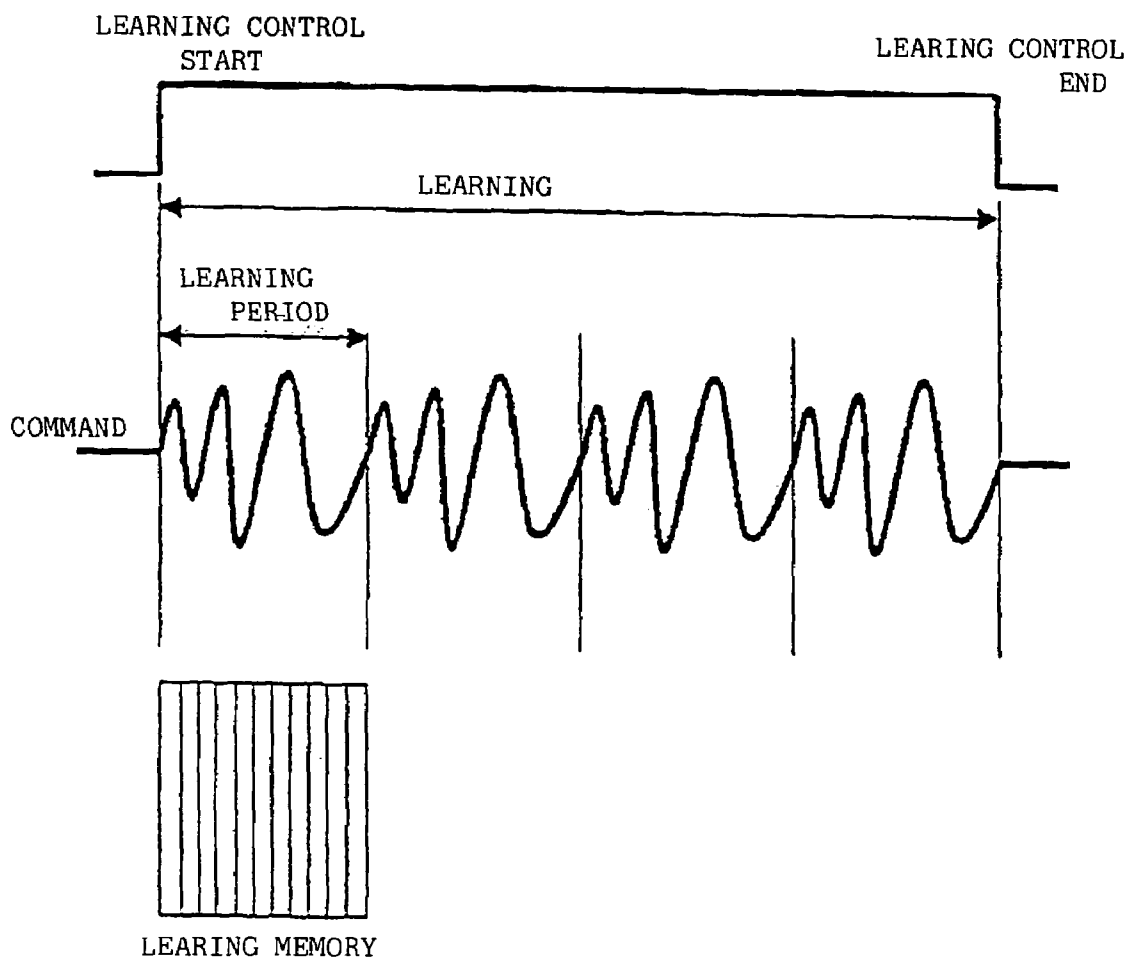 LEARNING CONTROL
START
LEARING CONTROL
END
LEARNING
LEARNING
PERIOD
COMMAND
LEARING MEMORY